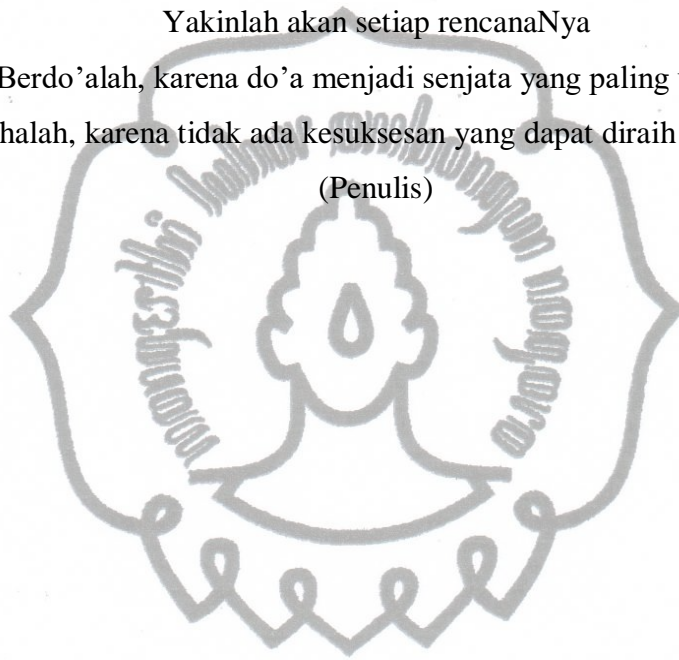 Yakinlah akan setiap rencanaNya
Berdo’alah, karena do’a menjadi senjata yang paling
halah, karena tidak ada kesuksesan yang dapat diraih
(Penulis)